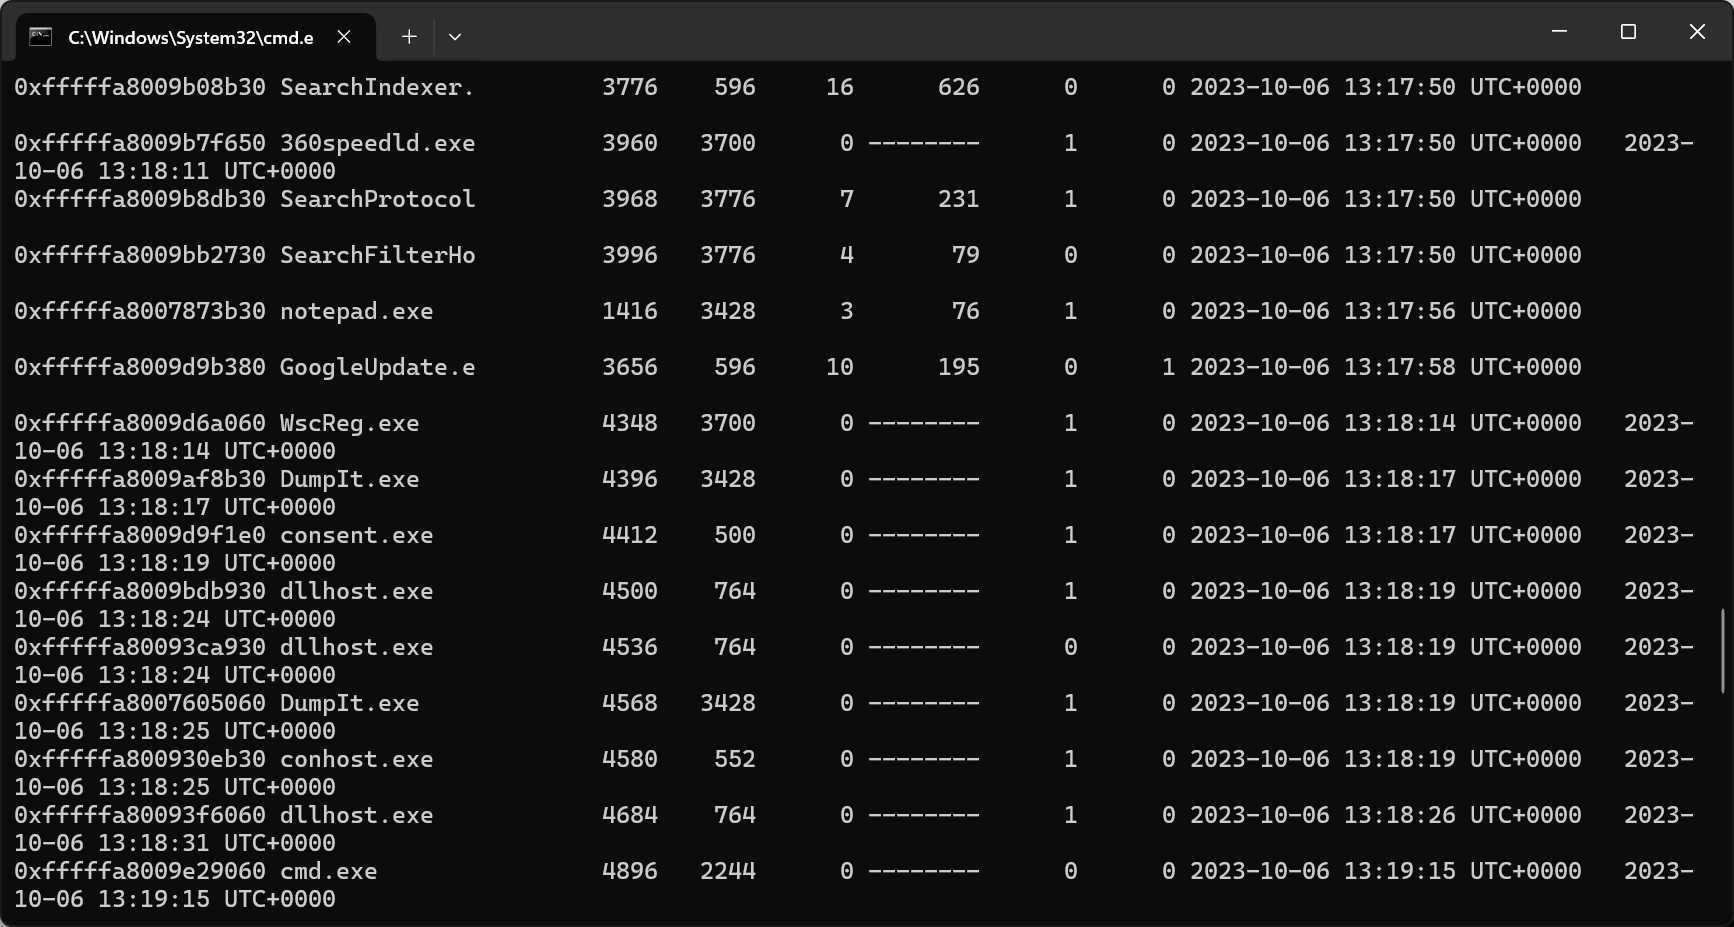 C:\Windows\System32\cmd.e
0xfffffa8009b08b30 SearchIndexer. 3776 596 16 626 0 0 2023-10-06 13:17:50 UTC+0000
0xfffffa8009b7f650 360speedld.exe 3960 3700 0 -------- 1 0 2023-10-06 13:17:50 UTC+0000 2023-
10-06 13:18:11 UTC+0000
0xfffffa8009b8db30 SearchProtocol 3968 3776 7 231 1 0 2023-10-06 13:17:50 UTC+0000
0xfffffa8009bb2730 SearchFilterHo 3996 3776 4 79 0 0 2023-10-06 13:17:50 UTC+0000
0xfffffa8007873b30 notepad.exe 1416 3428 3 76 1 0 2023-10-06 13:17:56 UTC+0000
0xfffffa8009d9b380 GoogleUpdate.e 3656 596 10 195 0 1 2023-10-06 13:17:58 UTC+0000
0xfffffa8009d6a060 WscReg.exe 4348 3700 0 -------- 1 0 2023-10-06 13:18:14 UTC+0000 2023-
10-06 13:18:14 UTC+0000
0xfffffa8009af8b30 DumpIt.exe 4396 3428 0 -------- 1 0 2023-10-06 13:18:17 UTC+0000 2023-
10-06 13:18:17 UTC+0000
0xfffffa8009d9f1e0 consent.exe 4412 500 0 -------- 1 0 2023-10-06 13:18:17 UTC+0000 2023-
10-06 13:18:19 UTC+0000
0xfffffa8009bdb930 dllhost.exe 4500 764 0 -------- 1 0 2023-10-06 13:18:19 UTC+0000 2023-
10-06 13:18:24 UTC+0000
0xfffffa80093ca930 dllhost.exe 4536 764 0 -------- 0 0 2023-10-06 13:18:19 UTC+0000 2023-
10-06 13:18:24 UTC+0000
0xfffffa8007605060 DumpIt.exe 4568 3428 0 -------- 1 0 2023-10-06 13:18:19 UTC+0000 2023-
10-06 13:18:25 UTC+0000
0xfffffa800930eb30 conhost.exe 4580 552 0 -------- 1 0 2023-10-06 13:18:19 UTC+0000 2023-
10-06 13:18:25 UTC+0000
0xfffffa80093f6060 dllhost.exe 4684 764 0 -------- 1 0 2023-10-06 13:18:26 UTC+0000 2023-
10-06 13:18:31 UTC+0000
0xfffffa8009e29060 cmd.exe 4896 2244 0 -------- 0 0 2023-10-06 13:19:15 UTC+0000 2023-
10-06 13:19:15 UTC+0000